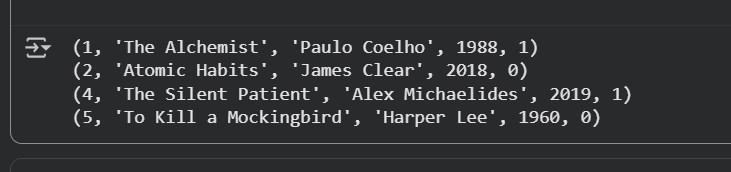 (1, 'The Alchemist', 'Paulo Coelho', 1988, 1)
(2, 'Atomic Habits', 'James Clear', 2018, 0)
(4, 'The Silent Patient', 'Alex Michaelides', 2019, 1)
(5, 'To Kill a Mockingbird', 'Harper Lee', 1960, 0)